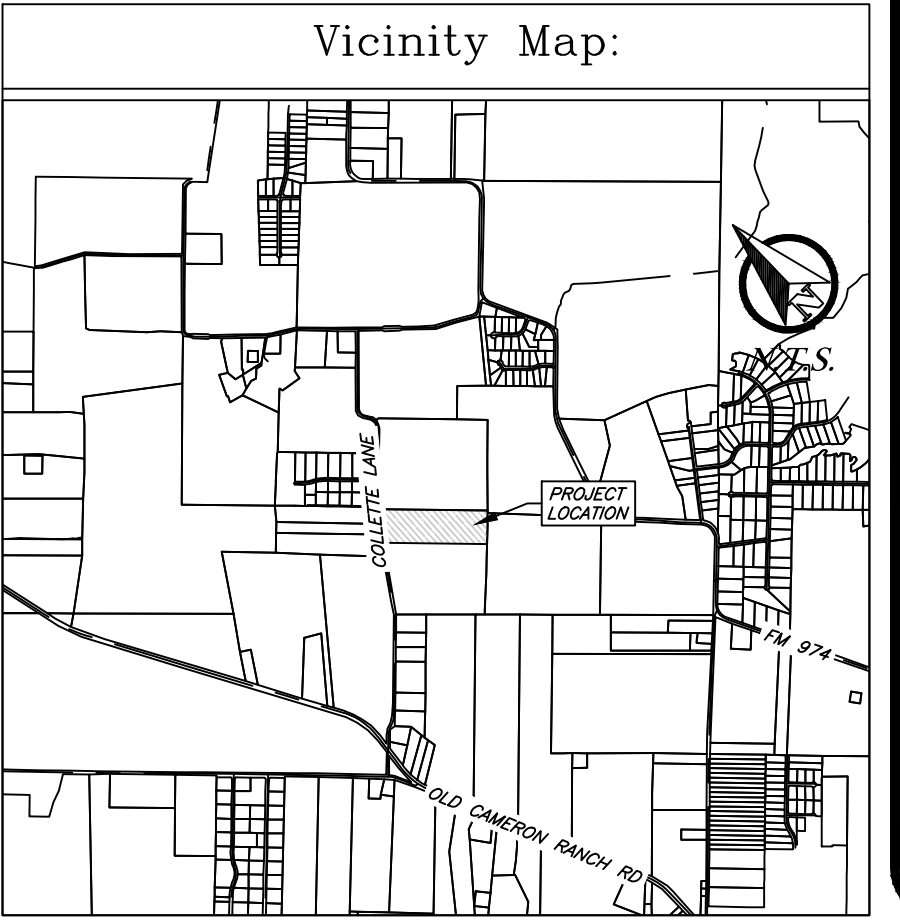 Vicinity Map:
N
N.T.S.
COLLETTE LANE
PROJECT
LOCATION
FM 974
OLD CAMERON RANCH RD